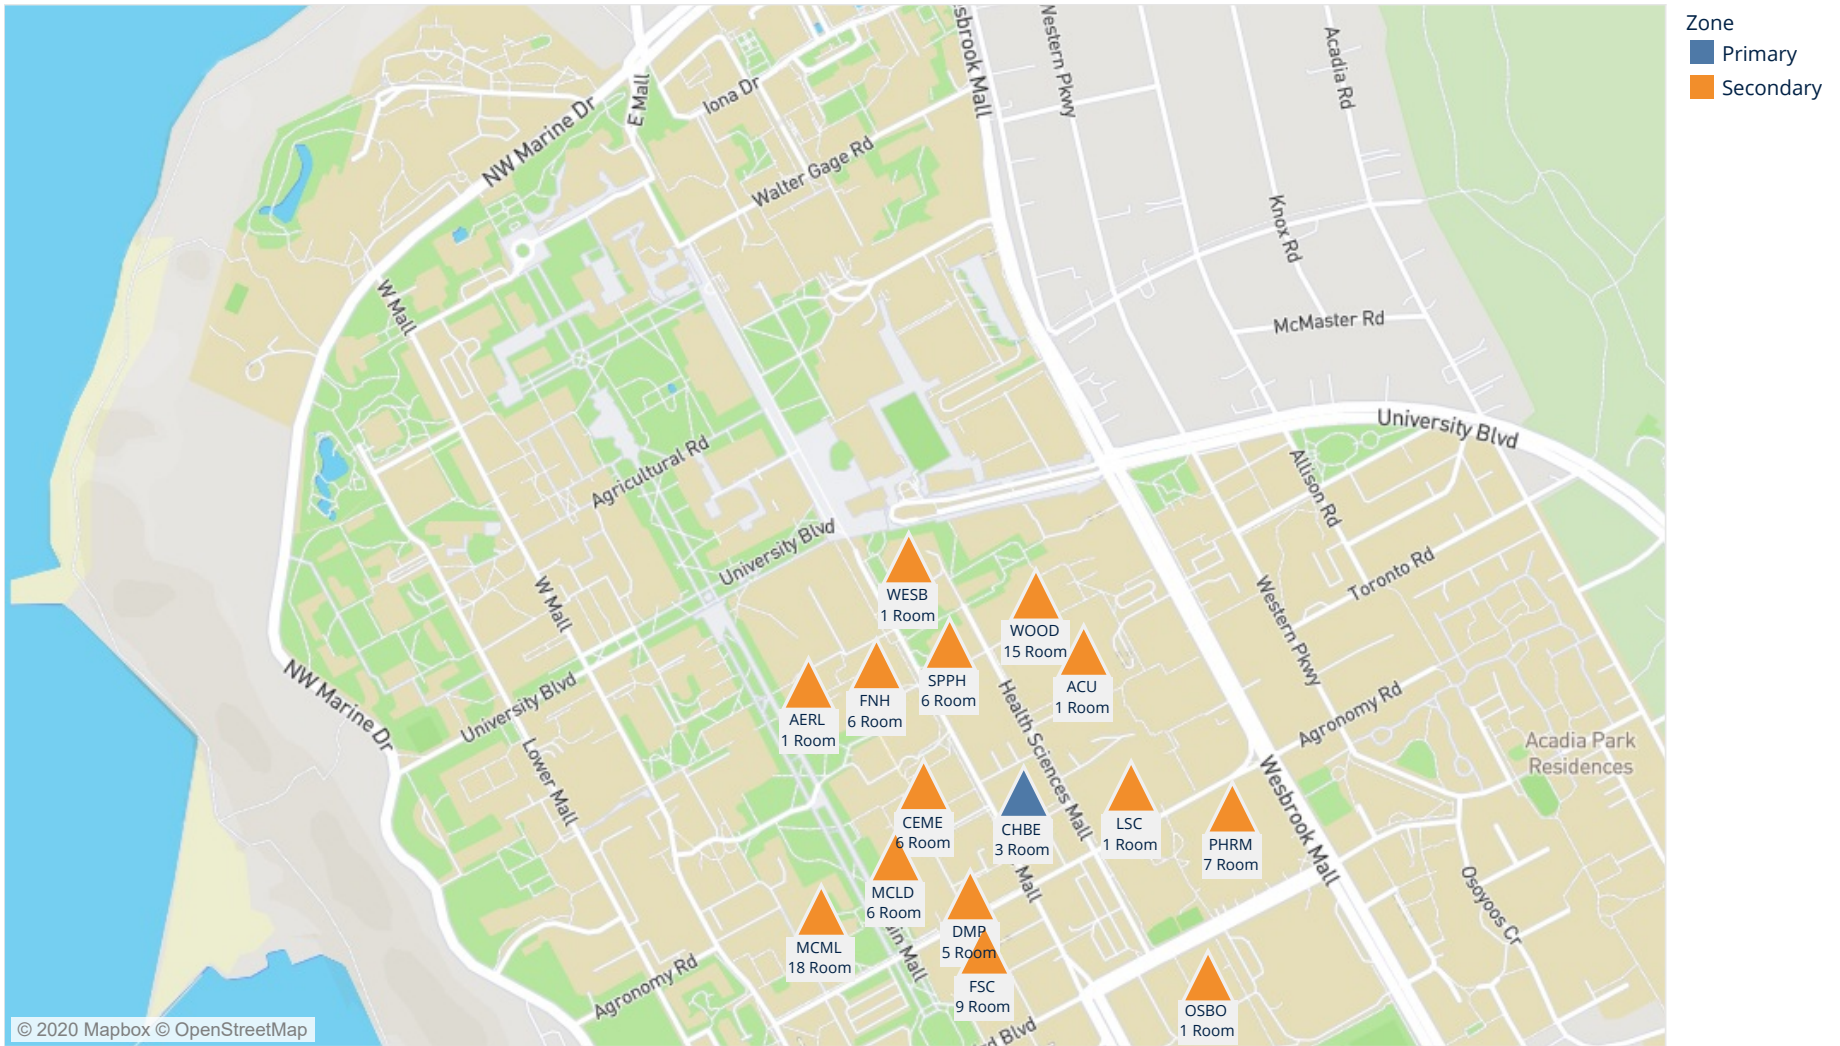 Zone
Primary
Secondary
sbrook Mall
Western Pkwy
Acadia Rd
E Mall
Iona Dr
NW Marine Dr
Walter Gage Rd
Knox Rd
W Mall
McMaster Rd
University Blvd
Agricultural Rd
Allison Rd
University Blvd
Toronto Rd
W Mall
Western Pkwy
WESB
1 Room
WOOD
15 Room
SPPH
6 Room
ACU
1 Room
FNH
6 Room
AERL
1 Room
NW Marine Dr
University Blvd
Health Sciences Mall
Agronomy Rd
Acadia Park
Residences
Lower Mall
Wesbrook Mall
CEME
6 Room
CHBE
3 Room
LSC
1 Room
PHRM
7 Room
Mall
MCLD
6 Room
Osoyoos Cr
MCML
18 Room
DMP
5 Room
ain Mall
Agronomy Rd
FSC
9 Room
OSBO
1 Room
rd Blvd
© 2020 Mapbox © OpenStreetMap